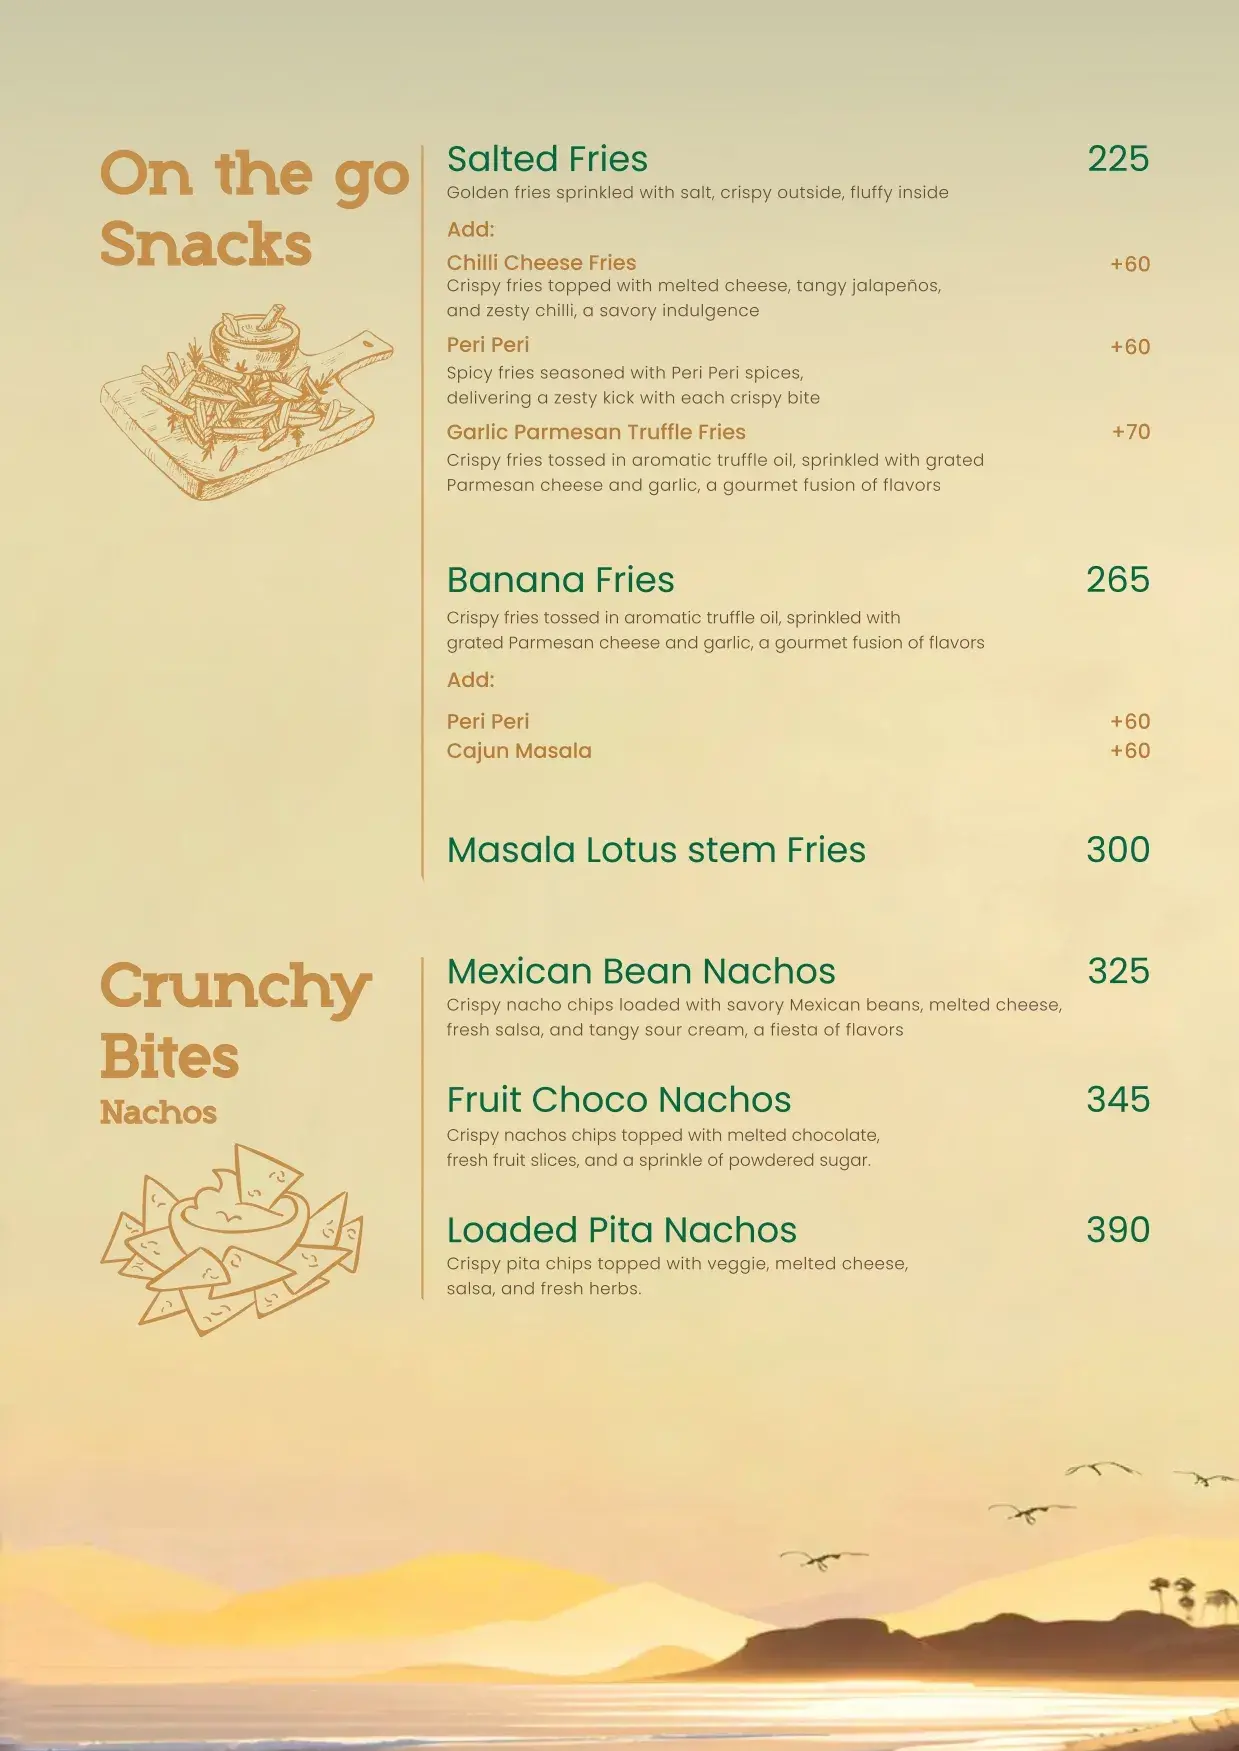 On the go
Snacks
Salted Fries 225
Golden fries sprinkled with salt, crispy outside, fluffy inside
Add:
Chilli Cheese Fries +60
Crispy fries topped with melted cheese, tangy jalapeños,
and zesty chilli, a savory indulgence
Peri Peri +60
Spicy fries seasoned with Peri Peri spices,
delivering a zesty kick with each crispy bite
Garlic Parmesan Truffle Fries +70
Crispy fries tossed in aromatic truffle oil, sprinkled with grated
Parmesan cheese and garlic, a gourmet fusion of flavors
Banana Fries 265
Crispy fries tossed in aromatic truffle oil, sprinkled with
grated Parmesan cheese and garlic, a gourmet fusion of flavors
Add:
Peri Peri +60
Cajun Masala +60
Masala Lotus stem Fries 300
Crunchy
Bites
Nachos
Mexican Bean Nachos 325
Crispy nacho chips loaded with savory Mexican beans, melted cheese,
fresh salsa, and tangy sour cream, a fiesta of flavors
Fruit Choco Nachos 345
Crispy nachos chips topped with melted chocolate,
fresh fruit slices, and a sprinkle of powdered sugar.
Loaded Pita Nachos 390
Crispy pita chips topped with veggie, melted cheese,
salsa, and fresh herbs.